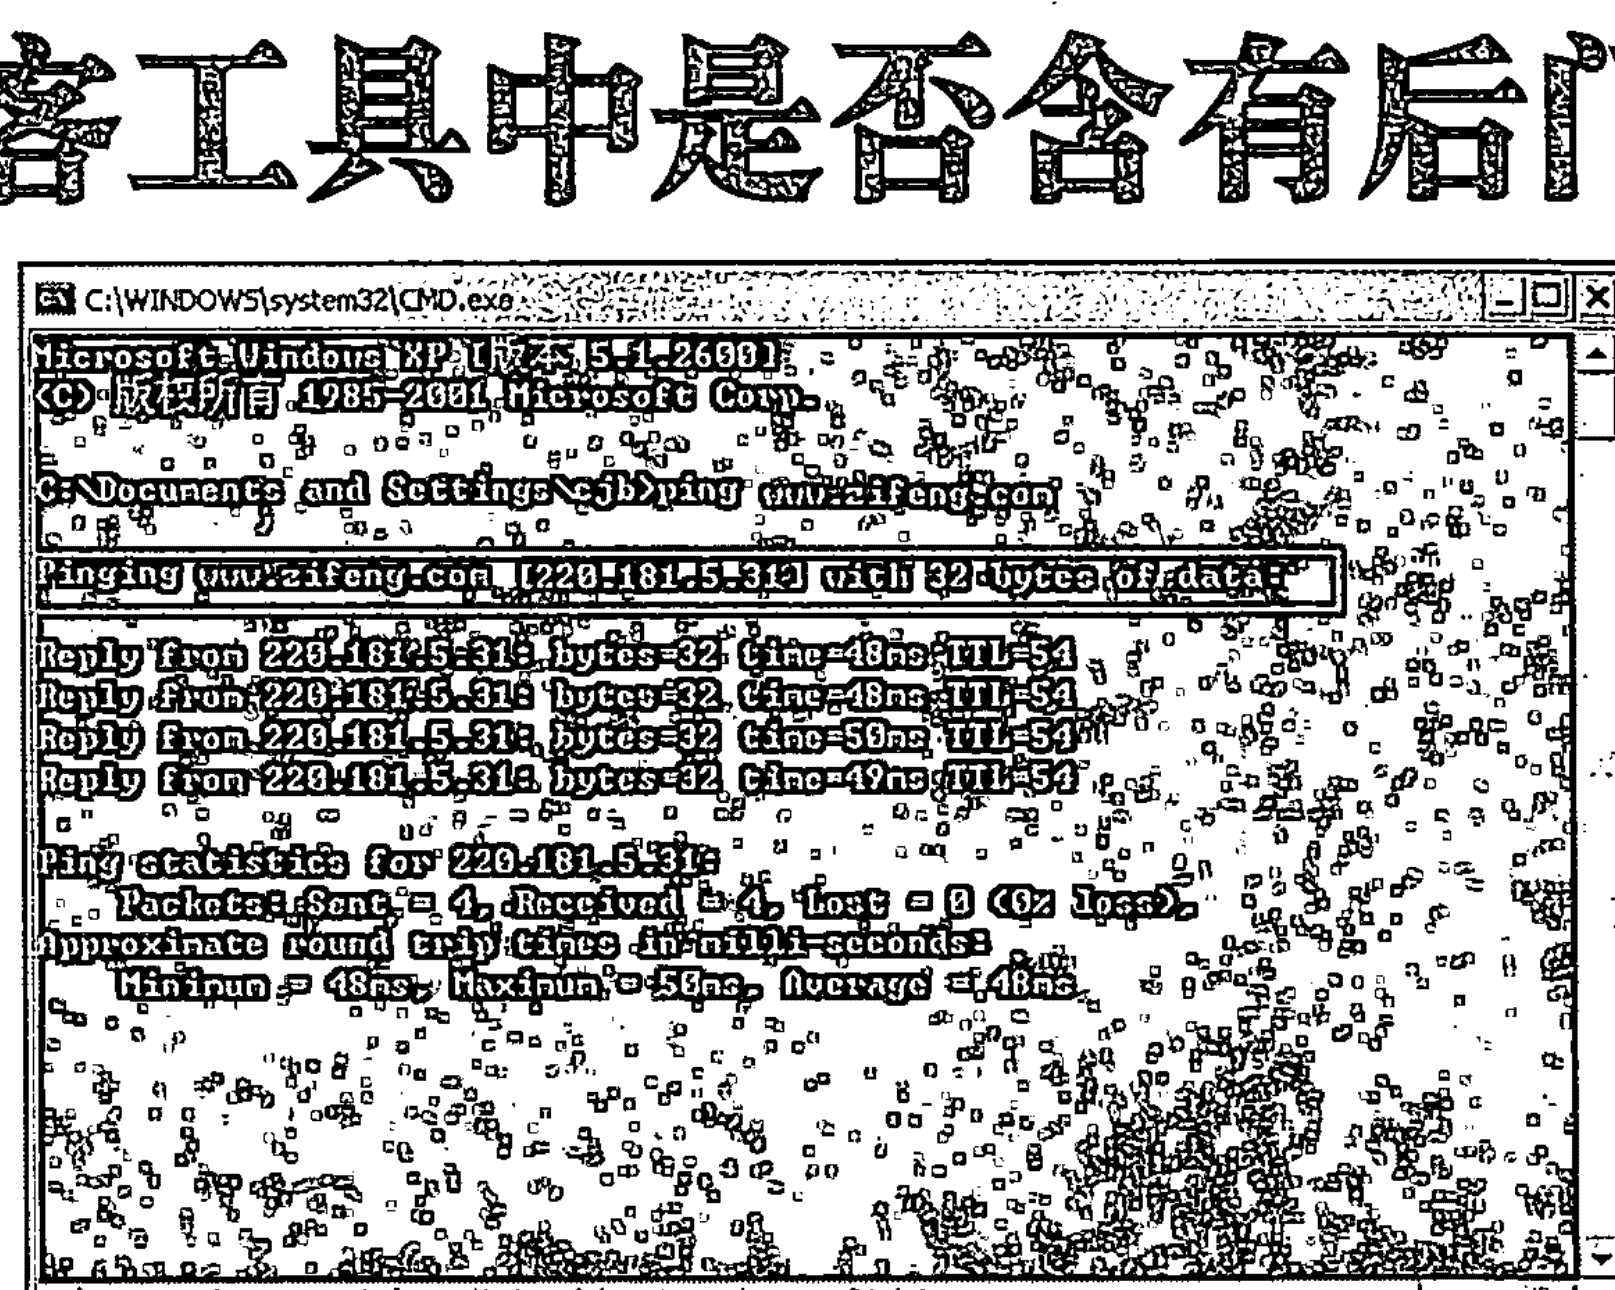 客工具中是否含有后门
C:\WINDOWS\system32\CMD.exe
Microsoft Windows XP [版本 5.1.2600]
(C) 版权所有 1985-2001 Microsoft Corp.
C:\Documents and Settings\cjb>ping www.zifeng.com
Pinging www.zifeng.com [220.181.5.31] with 32 bytes of data:
Reply from 220.181.5.31: bytes=32 time=48ms TTL=54
Reply from 220.181.5.31: bytes=32 time=48ms TTL=54
Reply from 220.181.5.31: bytes=32 time=50ms TTL=54
Reply from 220.181.5.31: bytes=32 time=49ms TTL=54
Ping statistics for 220.181.5.31:
Packets: Sent = 4, Received = 4, Lost = 0 (0% loss),
Approximate round trip times in milli-seconds:
Minimum = 48ms, Maximum = 50ms, Average = 48ms